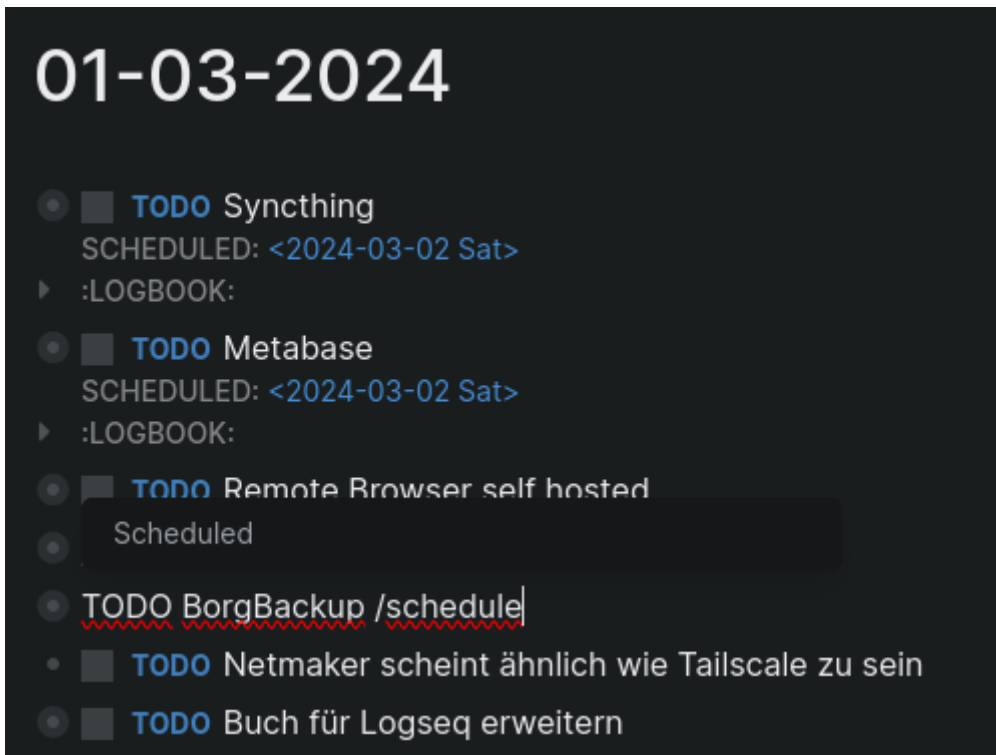 01-03-2024
TODO Syncthing
SCHEDULED: <2024-03-02 Sat>
:LOGBOOK:
TODO Metabase
SCHEDULED: <2024-03-02 Sat>
:LOGBOOK:
TODO Remote Browser self hosted
Scheduled
TODO BorgBackup /schedule
TODO Netmaker scheint ähnlich wie Tailscale zu sein
TODO Buch für Logseq erweitern